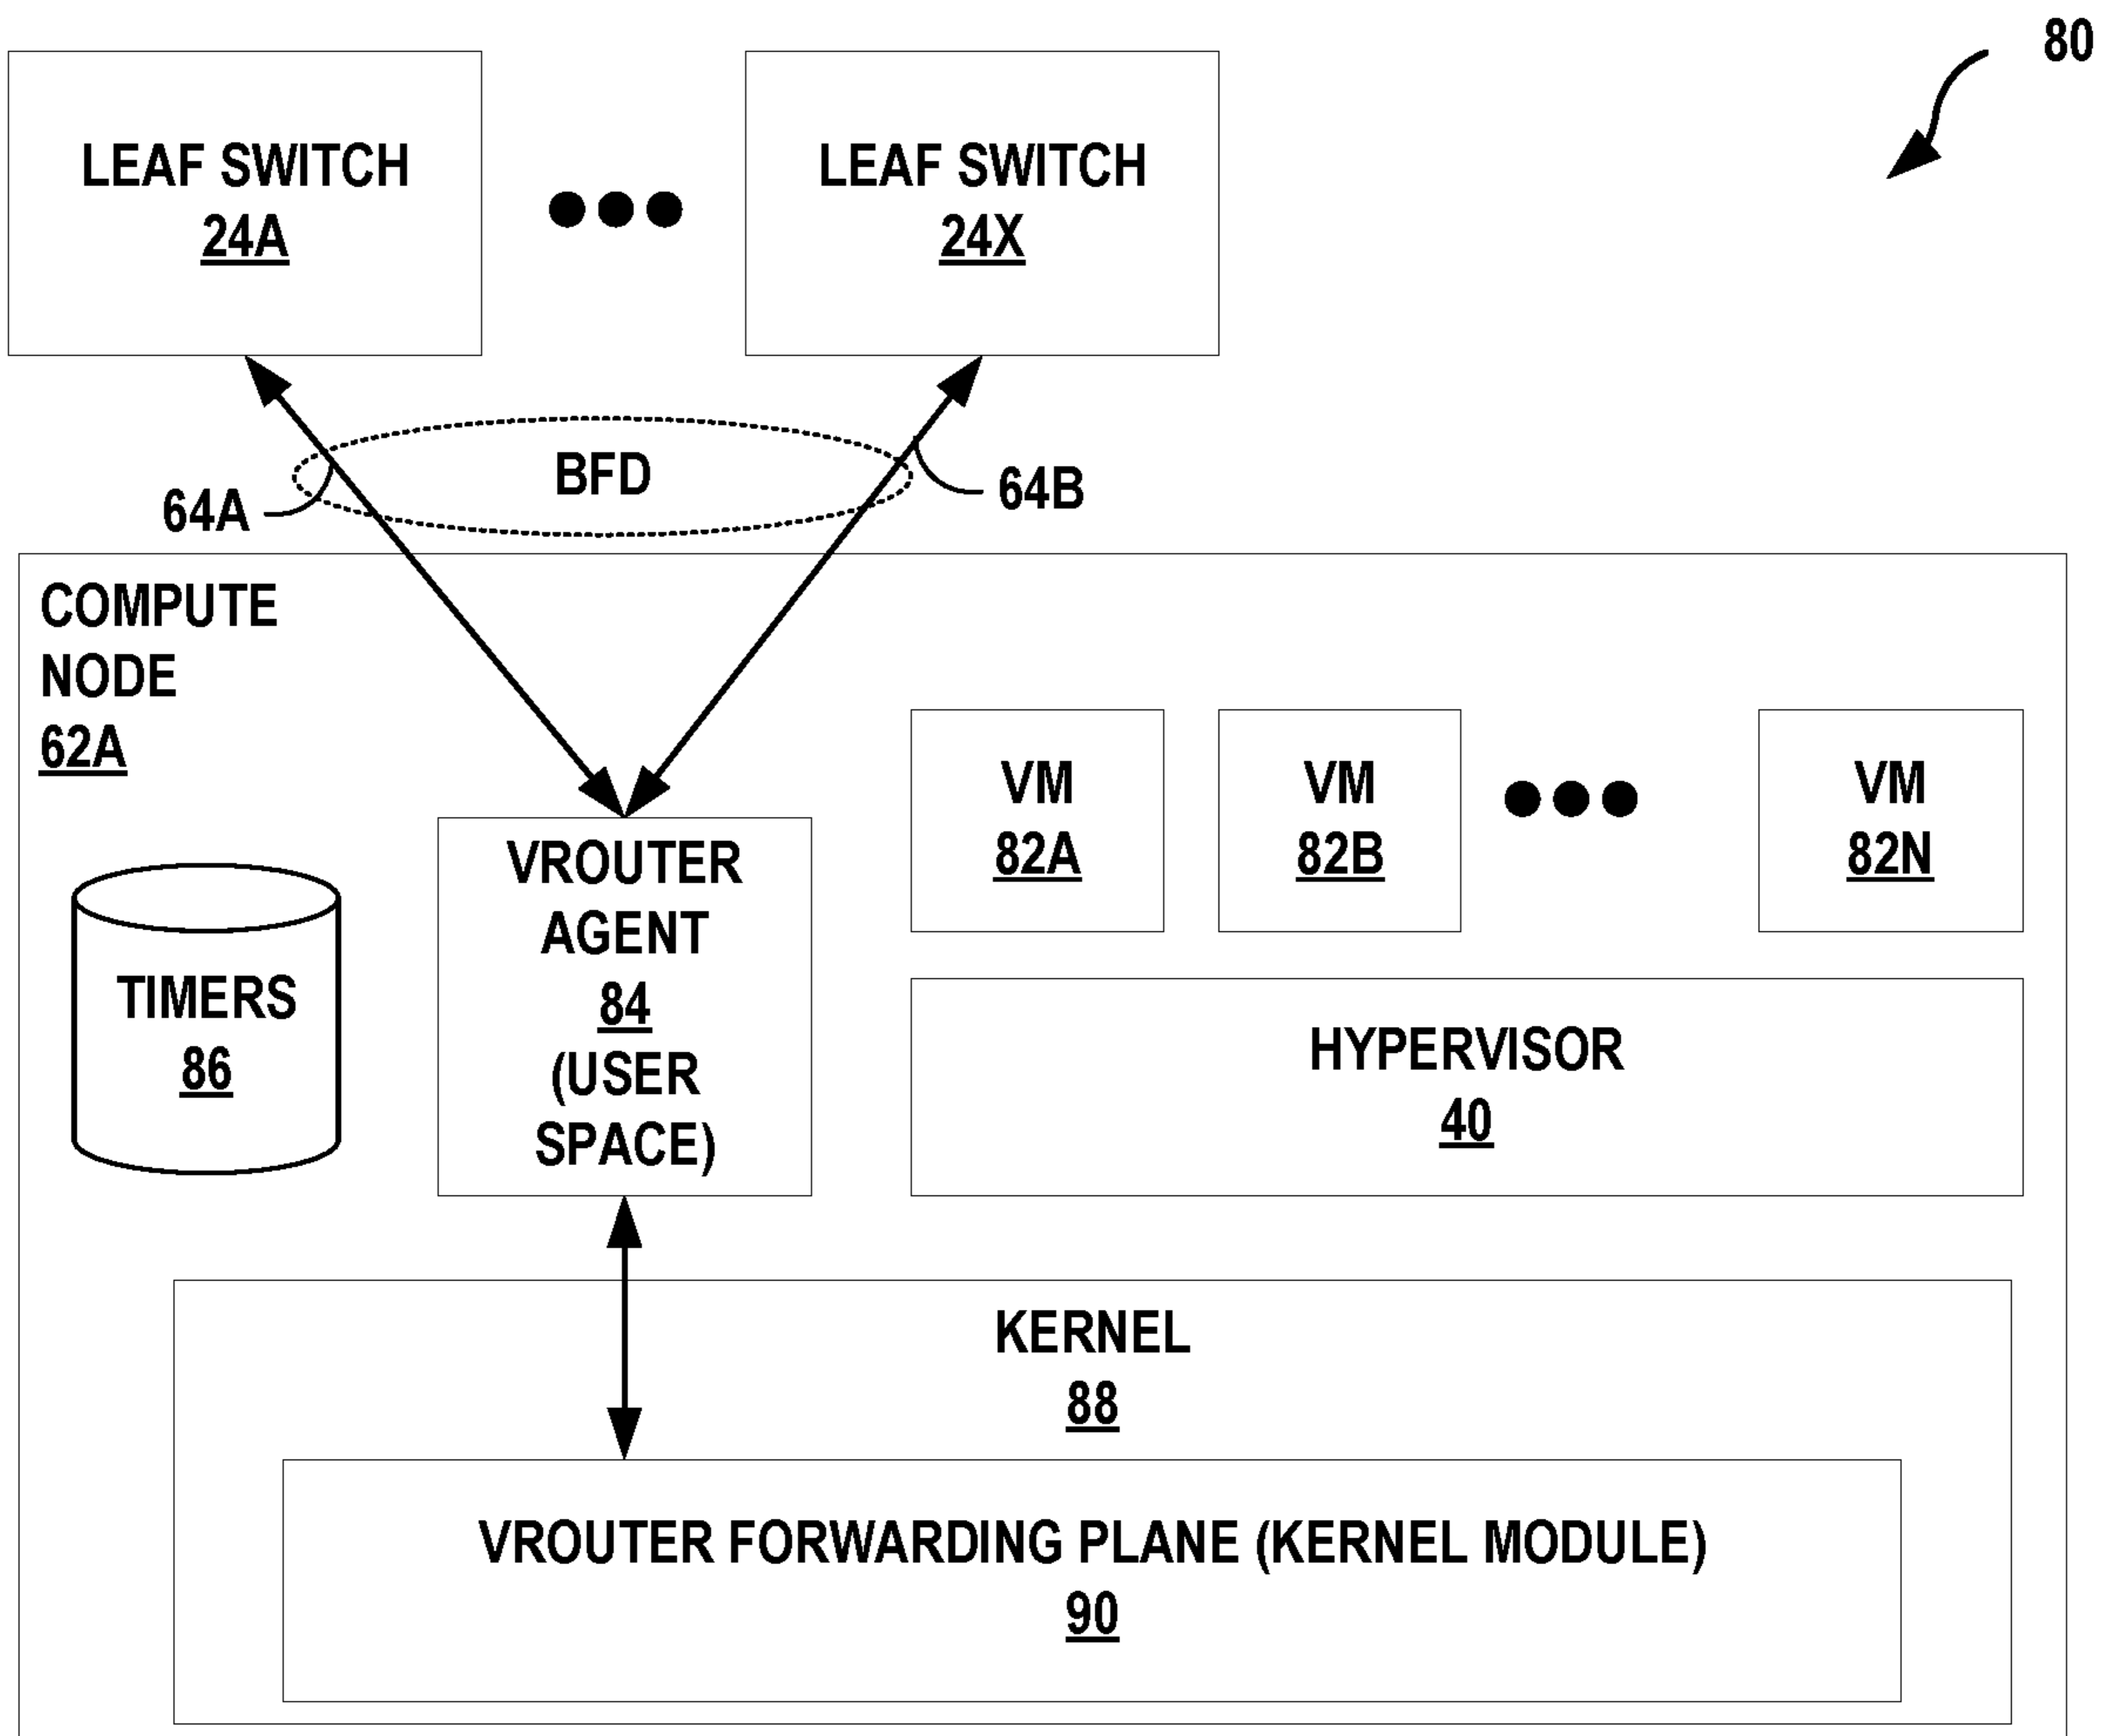 80
LEAF SWITCH
24A
LEAF SWITCH
24X
BFD
64A
64B
COMPUTE
NODE
62A
VM
82A
VM
82B
VM
82N
VROUTER
AGENT
84
(USER
SPACE)
TIMERS
86
HYPERVISOR
40
KERNEL
88
VROUTER FORWARDING PLANE (KERNEL MODULE)
90